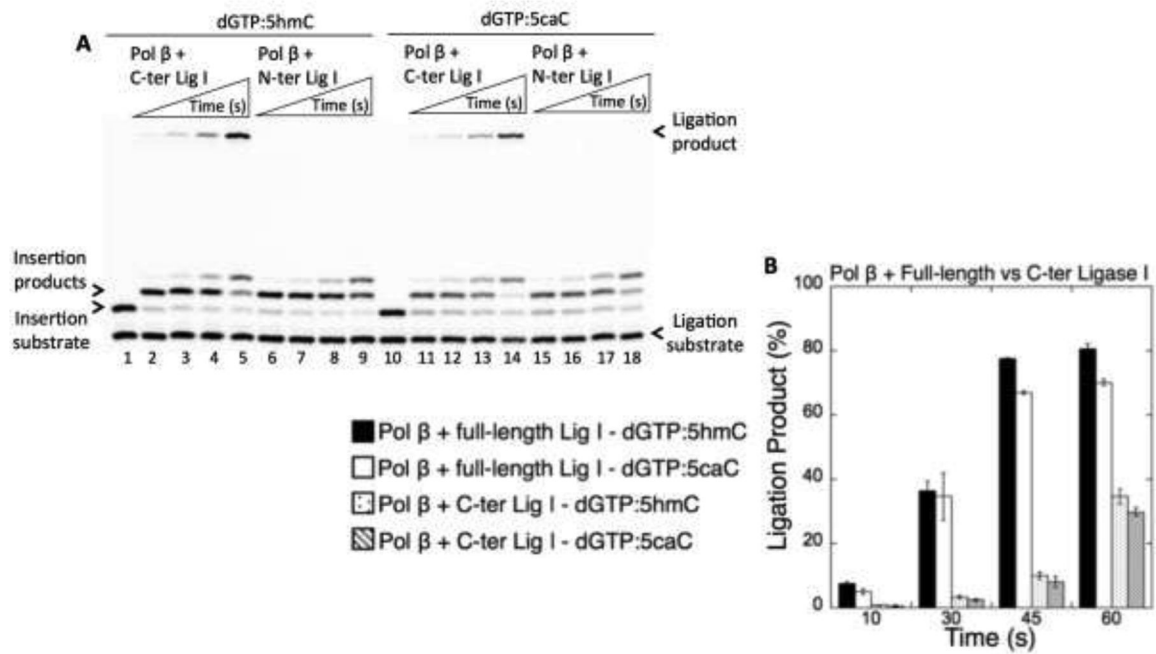 A
dGTP:5hmC
dGTP:5caC
Pol β +
C-ter Lig I
Pol β +
N-ter Lig I
Pol β +
C-ter Lig I
Pol β +
N-ter Lig I
Time (s)
Time (s)
Time (s)
Time (s)
Ligation
product
Insertion
products
Insertion
substrate
Ligation
substrate
1 2 3 4 5 6 7 8 9 10 11 12 13 14 15 16 17 18
Pol β + full-length Lig I - dGTP:5hmC
Pol β + full-length Lig I - dGTP:5caC
Pol β + C-ter Lig I - dGTP:5hmC
Pol β + C-ter Lig I - dGTP:5caC
B
Pol β + Full-length vs C-ter Ligase I
100
80
60
40
20
0
Ligation Product (%)
10 30 45 60
Time (s)